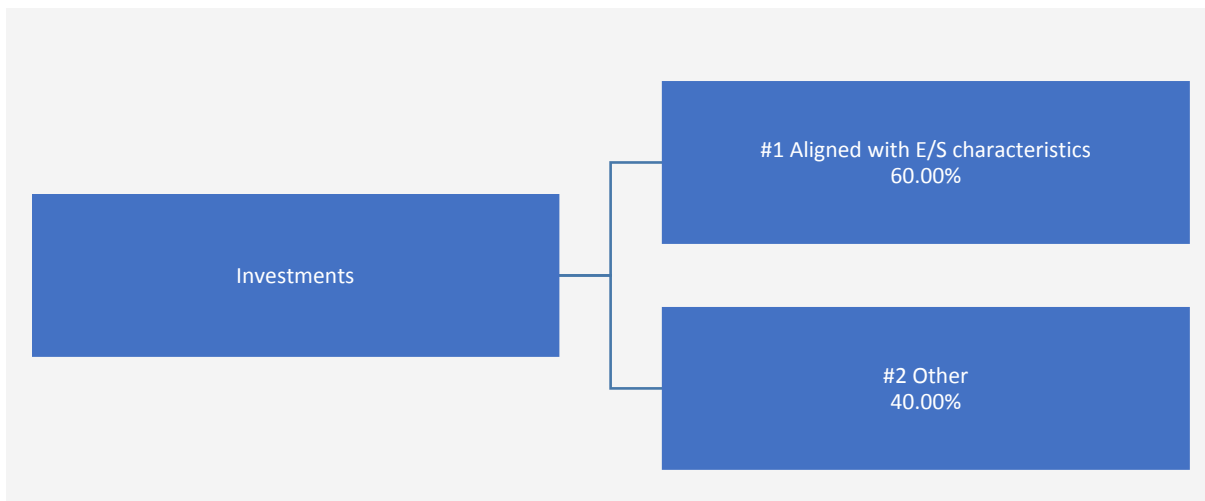 Investments
#1 Aligned with E/S characteristics
60.00%
#2 Other
40.00%